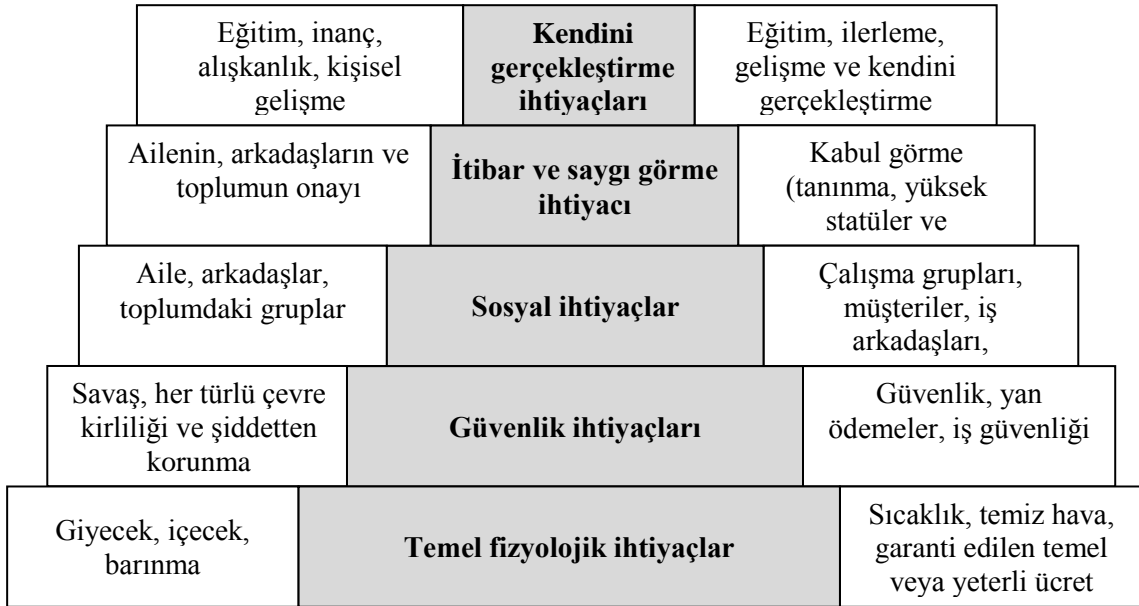 Eğitim, inanç,
alışkanlık, kişisel
gelişme
Kendini
gerçekleştirme
ihtiyaçları
Eğitim, ilerleme,
gelişme ve kendini
gerçekleştirme
Ailenin, arkadaşların ve
toplumun onayı
İtibar ve saygı görme
ihtiyacı
Kabul görme
(tanınma, yüksek
statüler ve
Aile, arkadaşlar,
toplumdaki gruplar
Sosyal ihtiyaçlar
Çalışma grupları,
müşteriler, iş
arkadaşları,
Savaş, her türlü çevre
kirliliği ve şiddetten
korunma
Güvenlik ihtiyaçları
Güvenlik, yan
ödemeler, iş güvenliği
Giyecek, içecek,
barınma
Temel fizyolojik ihtiyaçlar
Sıcaklık, temiz hava,
garanti edilen temel
veya yeterli ücret